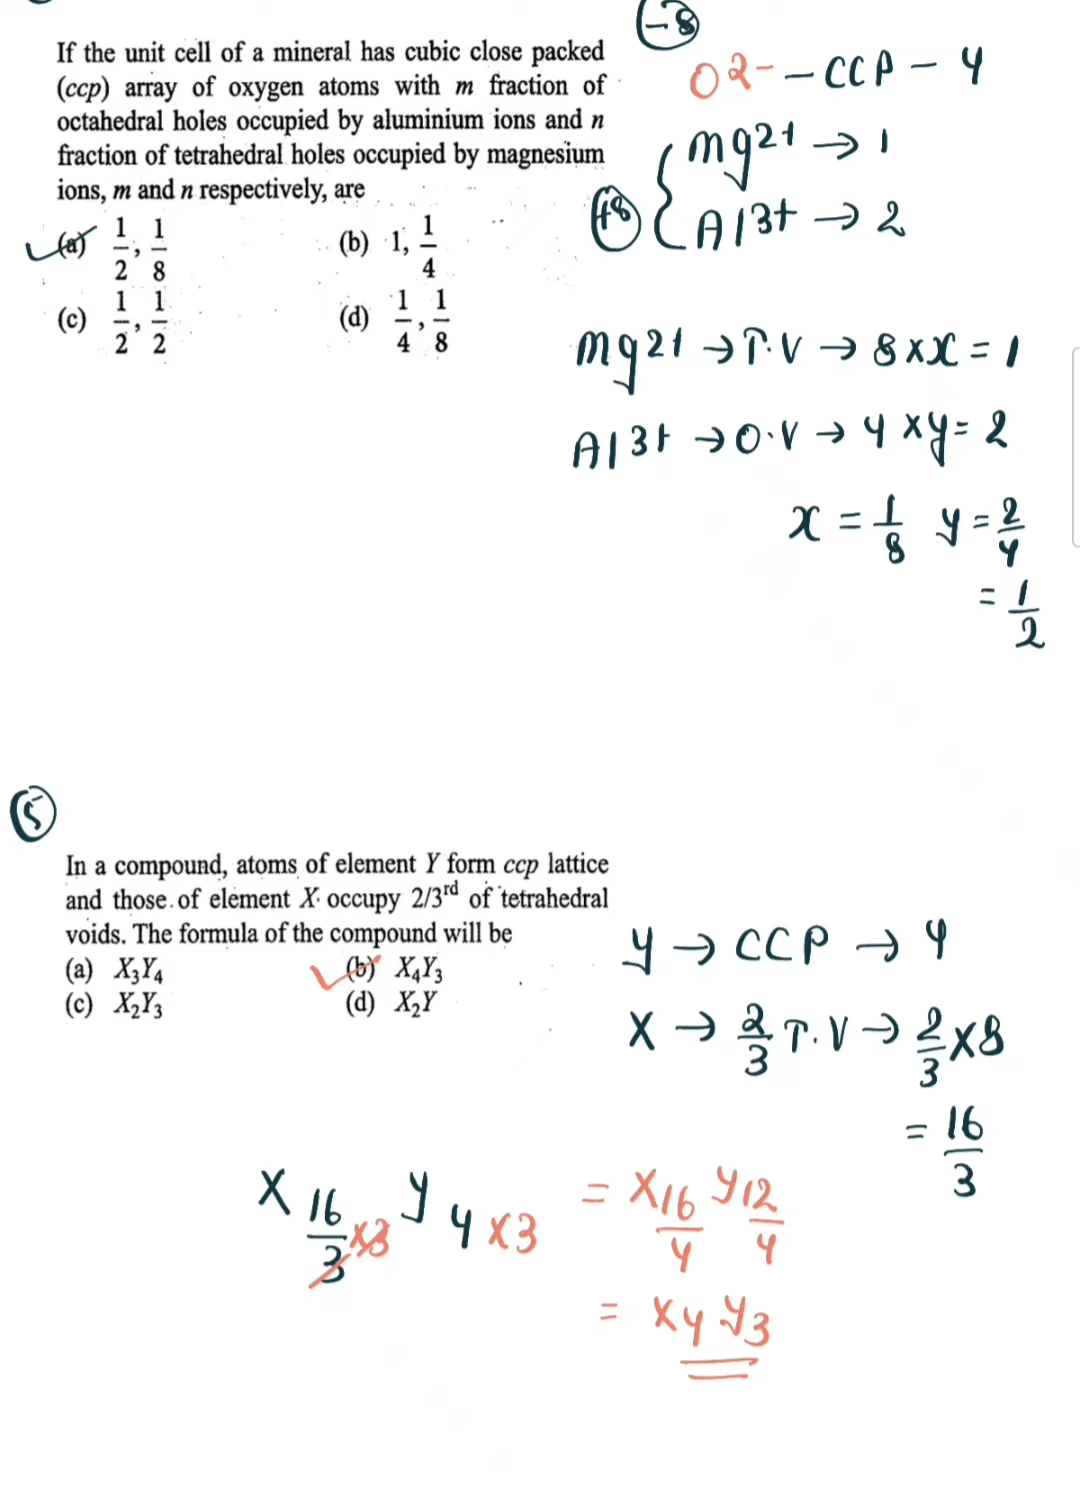 If the unit cell of a mineral has cubic close packed
(ccp) array of oxygen atoms with m fraction of
octahedral holes occupied by aluminium ions and n
fraction of tetrahedral holes occupied by magnesium
ions, m and n respectively, are
(a) 1/2, 1/8 (b) 1, 1/4
(c) 1/2, 1/2 (d) 1/4, 1/8
-8
O2- - CCP - 4
Mg2+ → 1
+8
Al3+ → 2
Mg2+ → T.V → 8 × x = 1
Al3+ → O.V → 4 × y = 2
x = 1/8 y = 2/4
= 1/2
5
In a compound, atoms of element Y form ccp lattice
and those of element X occupy 2/3rd of tetrahedral
voids. The formula of the compound will be
(a) X3Y4 (b) X4Y3
(c) X2Y3 (d) X2Y
y → CCP → 4
X → 2/3 T.V → 2/3 × 8
= 16/3
X 16/3 ×3 y 4 ×3 = X 16/4 y 12/4
= X4 y3